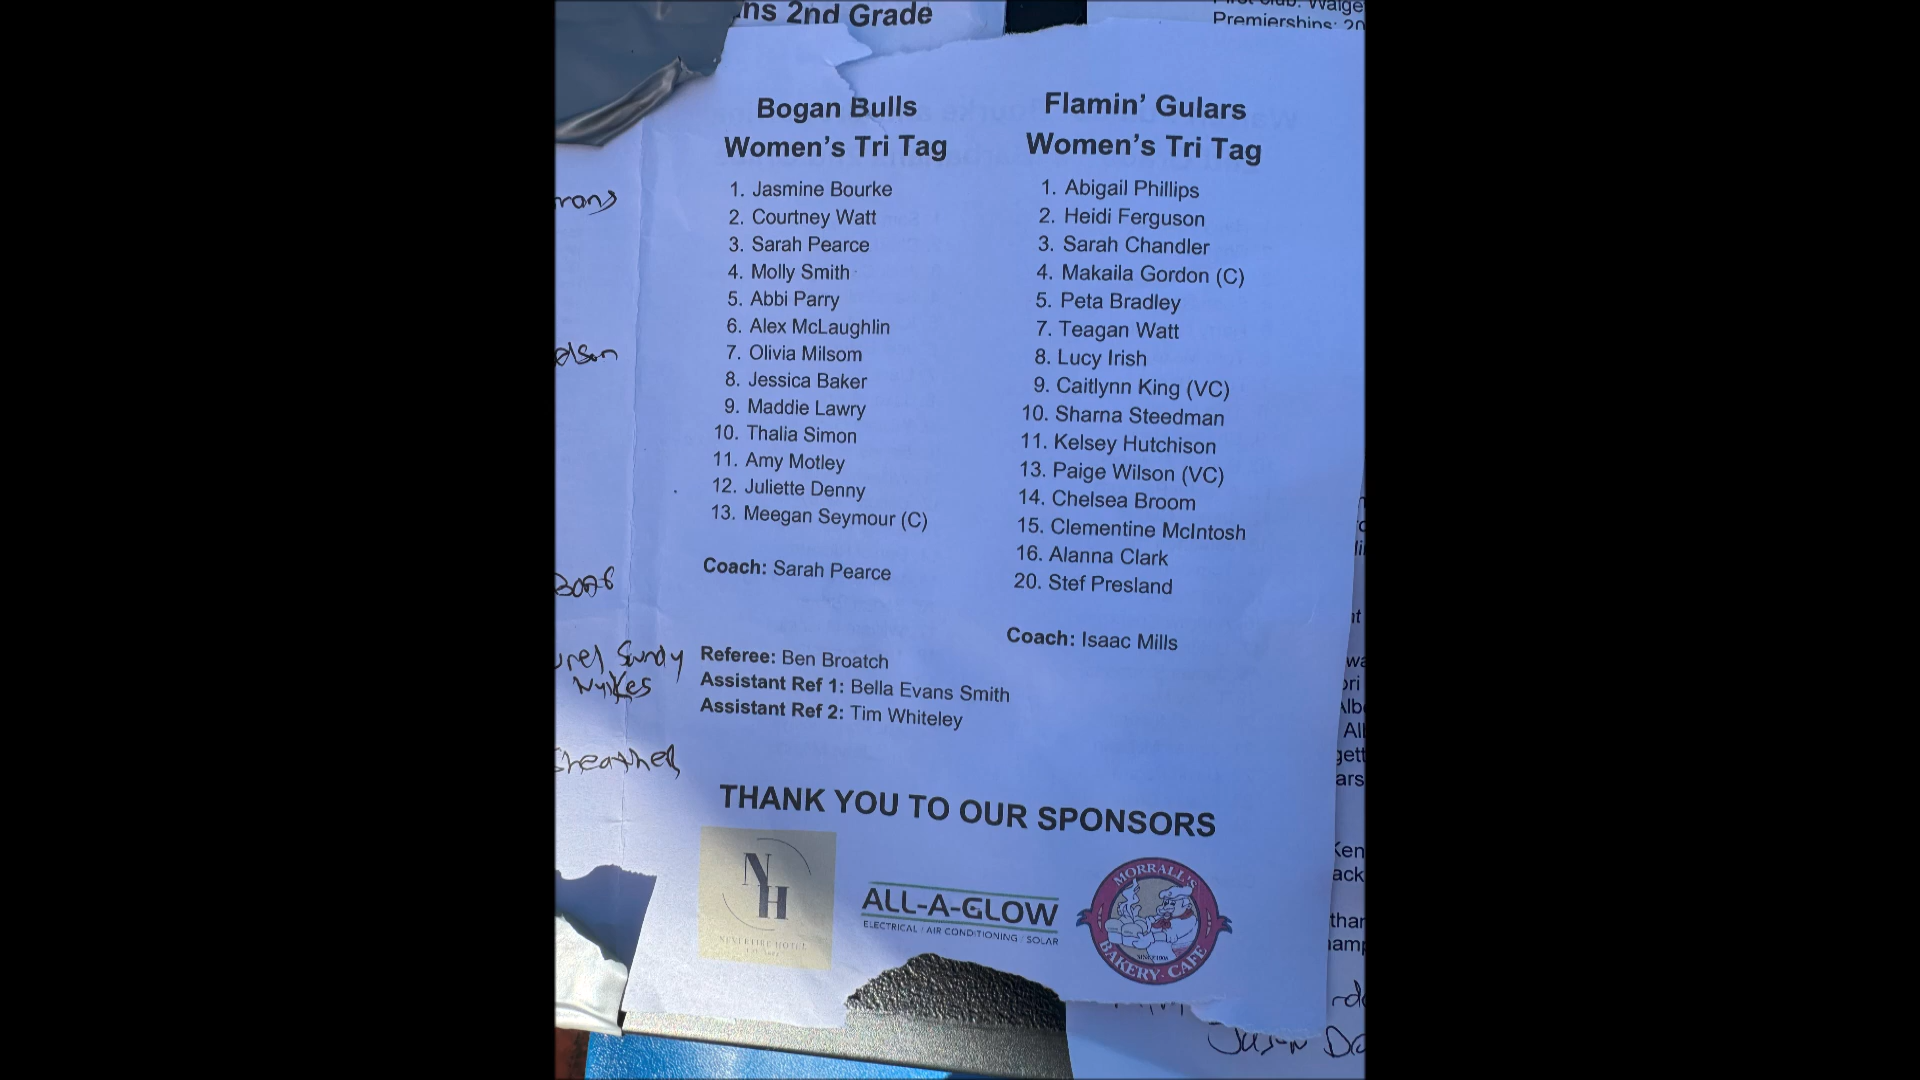 ns 2nd Grade
Premierships: 20
Bogan Bulls
Women's Tri Tag
1. Jasmine Bourke
2. Courtney Watt
3. Sarah Pearce
4. Molly Smith
5. Abbi Parry
6. Alex McLaughlin
7. Olivia Milsom
8. Jessica Baker
9. Maddie Lawry
10. Thalia Simon
11. Amy Motley
12. Juliette Denny
13. Meegan Seymour (C)
Coach: Sarah Pearce
Flamin' Gulars
Women's Tri Tag
1. Abigail Phillips
2. Heidi Ferguson
3. Sarah Chandler
4. Makaila Gordon (C)
5. Peta Bradley
7. Teagan Watt
8. Lucy Irish
9. Caitlynn King (VC)
10. Sharna Steedman
11. Kelsey Hutchison
13. Paige Wilson (VC)
14. Chelsea Broom
15. Clementine McIntosh
16. Alanna Clark
20. Stef Presland
Coach: Isaac Mills
Referee: Ben Broatch
Assistant Ref 1: Bella Evans Smith
Assistant Ref 2: Tim Whiteley
THANK YOU TO OUR SPONSORS
NH
NEVERTIRE HOTEL
ALL-A-GLOW
ELECTRICAL / AIR CONDITIONING / SOLAR
MORRALL'S
BAKERY · CAFE